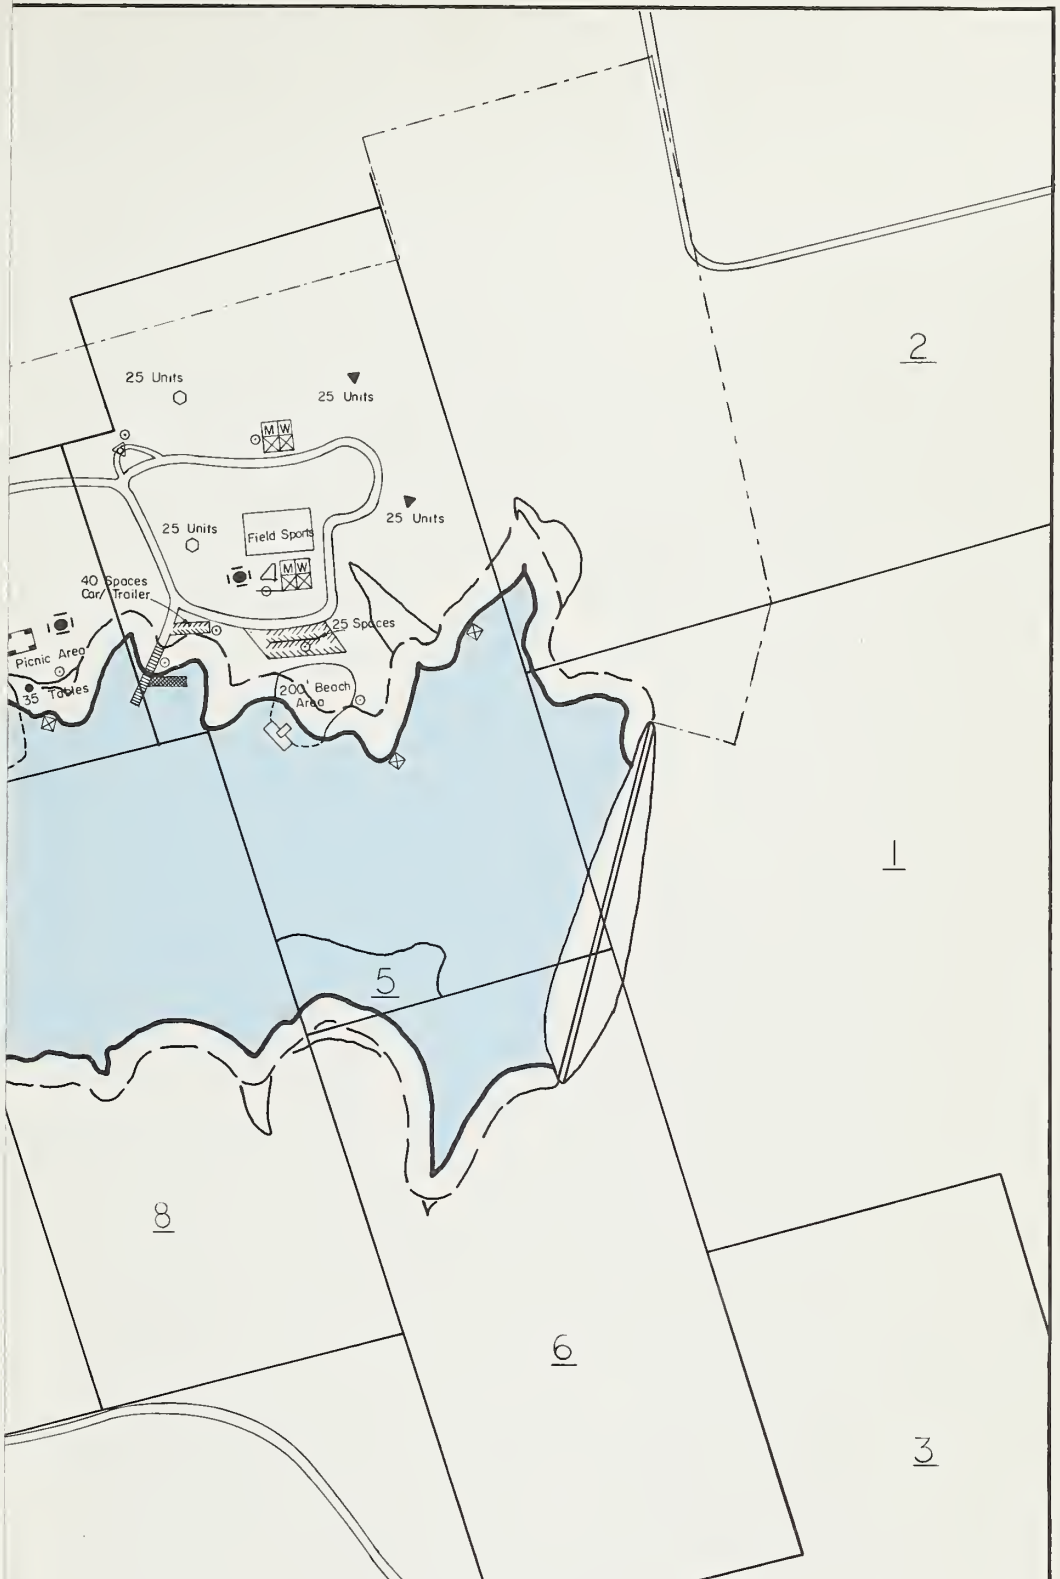 2
25 Units
25 Units
M W
25 Units
25 Units
Field Sports
4
M W
40 Spaces
Car/Trailer
25 Spaces
Picnic Area
35 Tables
200' Beach
Area
1
5
8
6
3